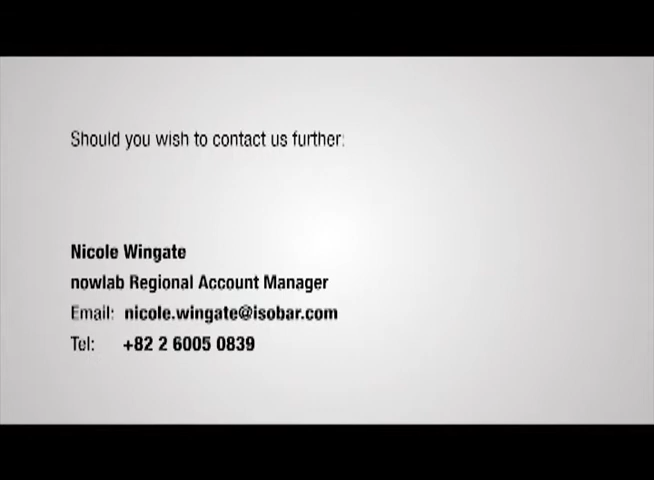 Should you wish to contact us further:
Nicole Wingate
nowlab Regional Account Manager
Email: nicole.wingate@isobar.com
Tel: +82 2 6005 0839